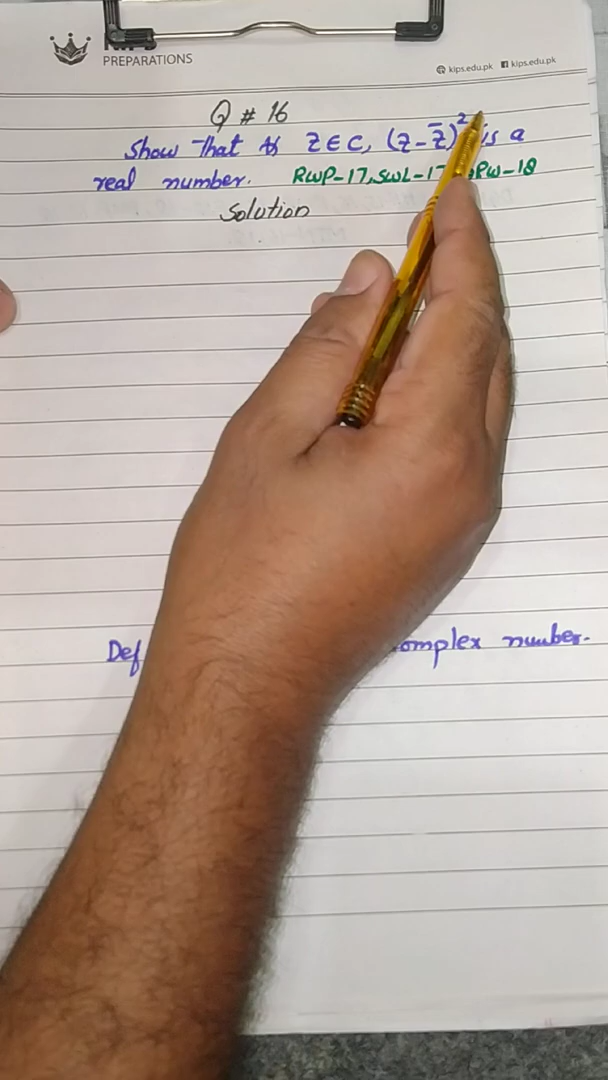 PREPARATIONS
kips.edu.pk kips.edu.pk
Q # 16
Show That ∀ Z ∈ C, (Z - Z̅)² is a
real number. RWP-17, SWL-17
Solution
Def omplex number.